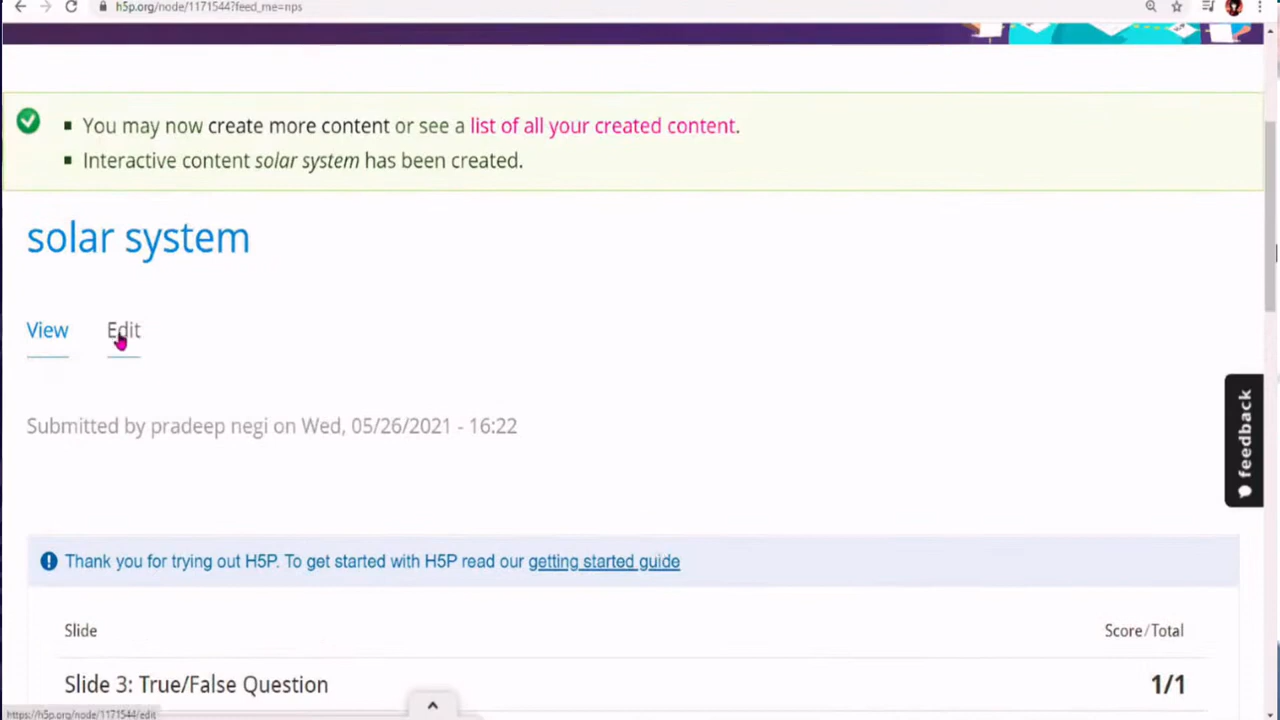 h5p.org/node/1171544?feed_me=nps
You may now create more content or see a list of all your created content.
Interactive content solar system has been created.
solar system
View Edit
Submitted by pradeep negi on Wed, 05/26/2021 - 16:22
feedback
Thank you for trying out H5P. To get started with H5P read our getting started guide
Slide Score/Total
Slide 3: True/False Question 1/1
https://h5p.org/node/1171544/edit